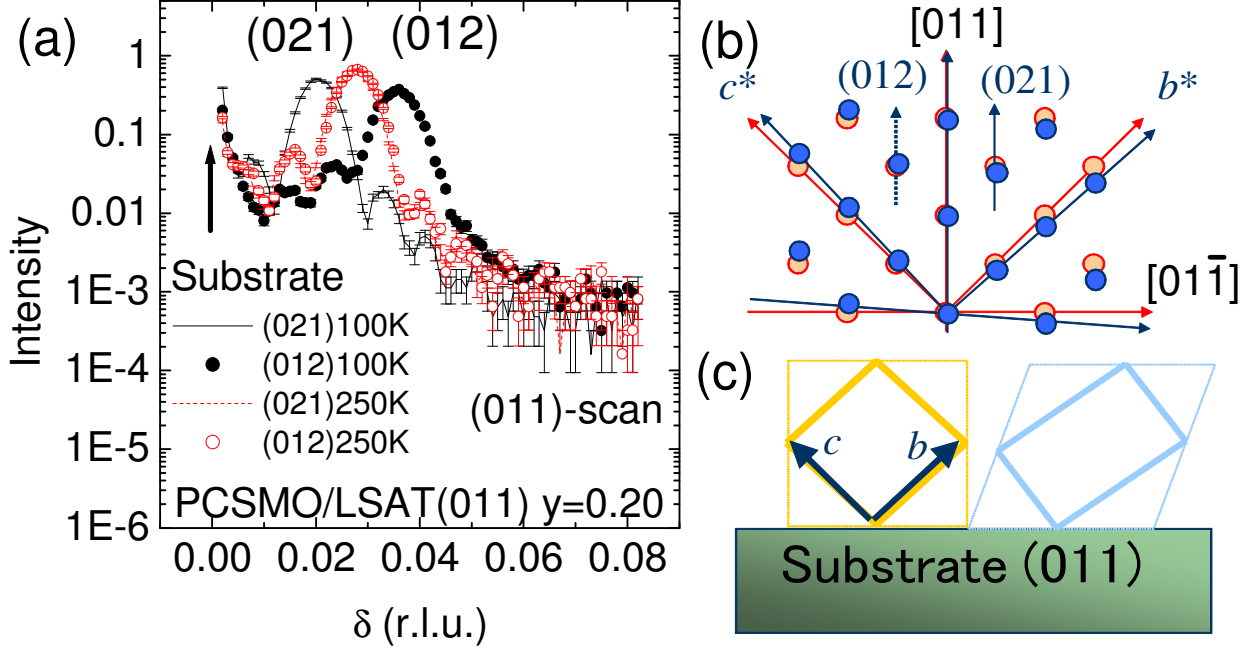 (a)
(021) (012)
1
0.1
0.01
1E-3
1E-4
1E-5
1E-6
Intensity
Substrate
(021)100K
(012)100K
(021)250K
(012)250K
(011)-scan
PCSMO/LSAT(011) y=0.20
0.00 0.02 0.04 0.06 0.08
δ (r.l.u.)
(b)
[011]
c* (012) (021) b*
[011̄]
(c)
c b
Substrate (011)